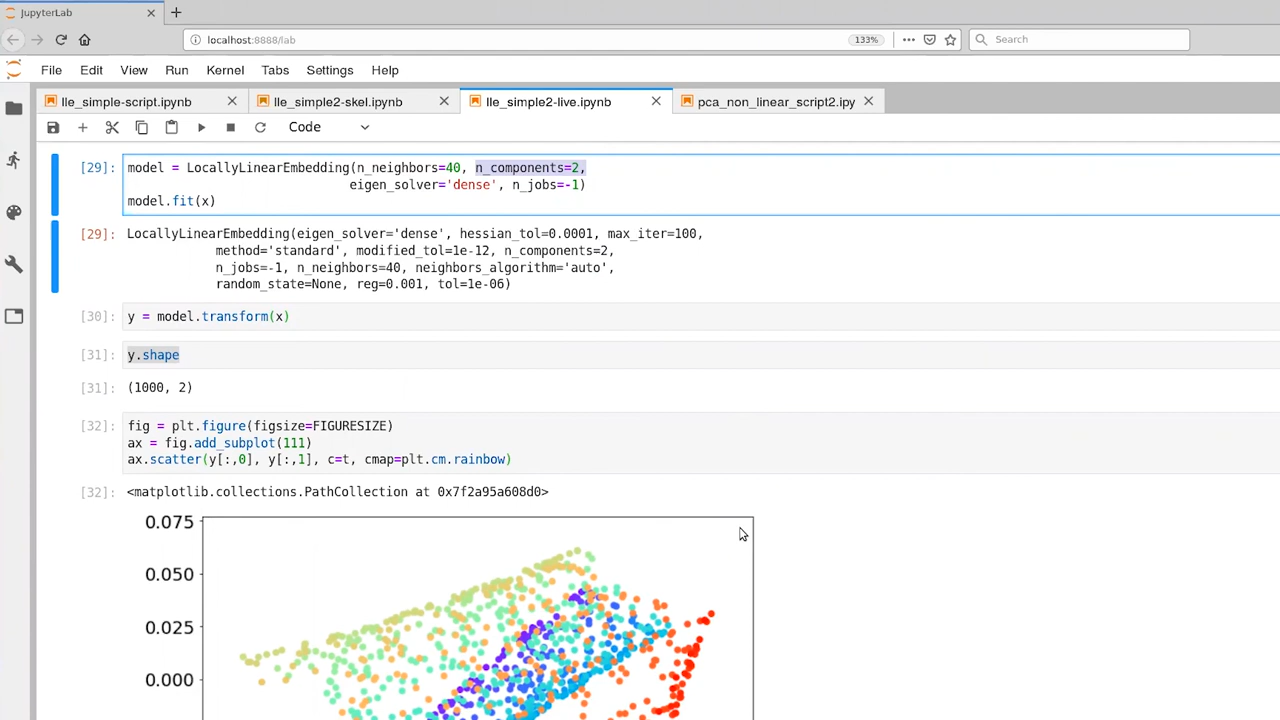 JupyterLab
localhost:8888/lab
133%
Search
File Edit View Run Kernel Tabs Settings Help
lle_simple-script.ipynb
lle_simple2-skel.ipynb
lle_simple2-live.ipynb
pca_non_linear_script2.ipy
Code
[29]: model = LocallyLinearEmbedding(n_neighbors=40, n_components=2,
eigen_solver='dense', n_jobs=-1)
model.fit(x)
[29]: LocallyLinearEmbedding(eigen_solver='dense', hessian_tol=0.0001, max_iter=100,
method='standard', modified_tol=1e-12, n_components=2,
n_jobs=-1, n_neighbors=40, neighbors_algorithm='auto',
random_state=None, reg=0.001, tol=1e-06)
[30]: y = model.transform(x)
[31]: y.shape
[31]: (1000, 2)
[32]: fig = plt.figure(figsize=FIGURESIZE)
ax = fig.add_subplot(111)
ax.scatter(y[:,0], y[:,1], c=t, cmap=plt.cm.rainbow)
[32]: <matplotlib.collections.PathCollection at 0x7f2a95a608d0>
0.075
0.050
0.025
0.000